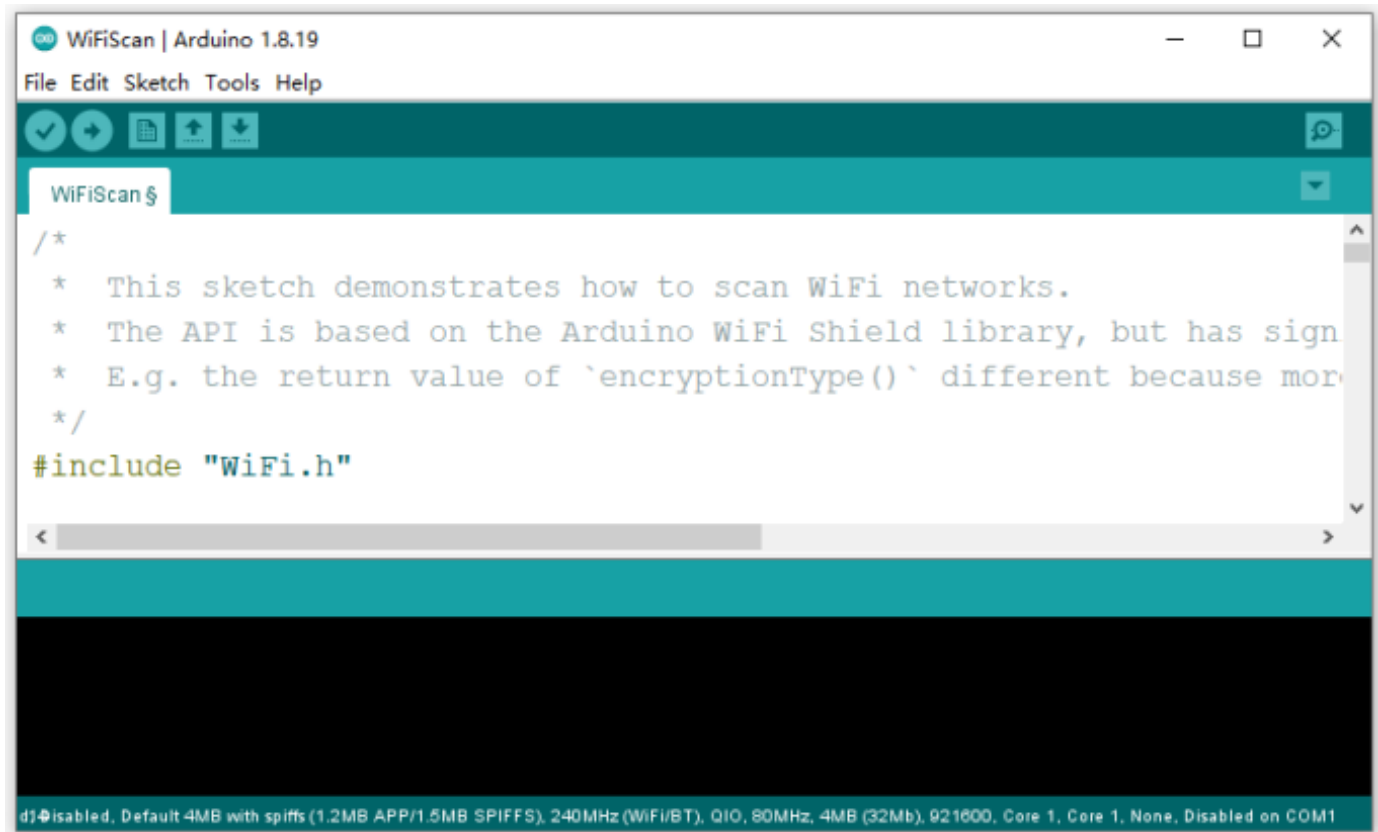 WiFiScan | Arduino 1.8.19
File Edit Sketch Tools Help
WiFiScan §
/*
 *  This sketch demonstrates how to scan WiFi networks.
 *  The API is based on the Arduino WiFi Shield library, but has sign
 *  E.g. the return value of `encryptionType()` different because mor
 */
#include "WiFi.h"
Disabled, Default 4MB with spiffs (1.2MB APP/1.5MB SPIFFS), 240MHz (WiFi/BT), QIO, 80MHz, 4MB (32Mb), 921600, Core 1, Core 1, None, Disabled on COM1